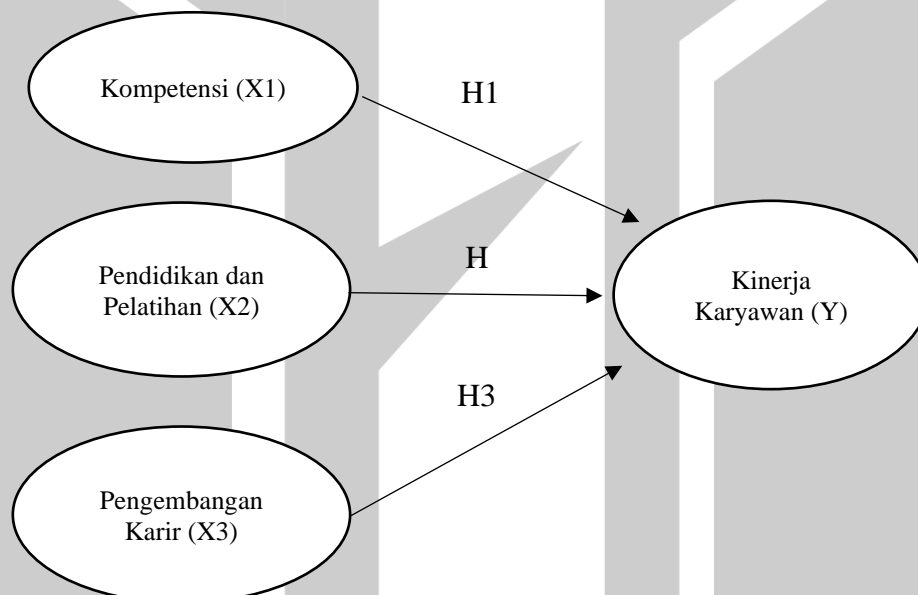 Kompetensi (X1)
H1
Pendidikan dan
Pelatihan (X2)
H
Kinerja
Karyawan (Y)
H3
Pengembangan
Karir (X3)